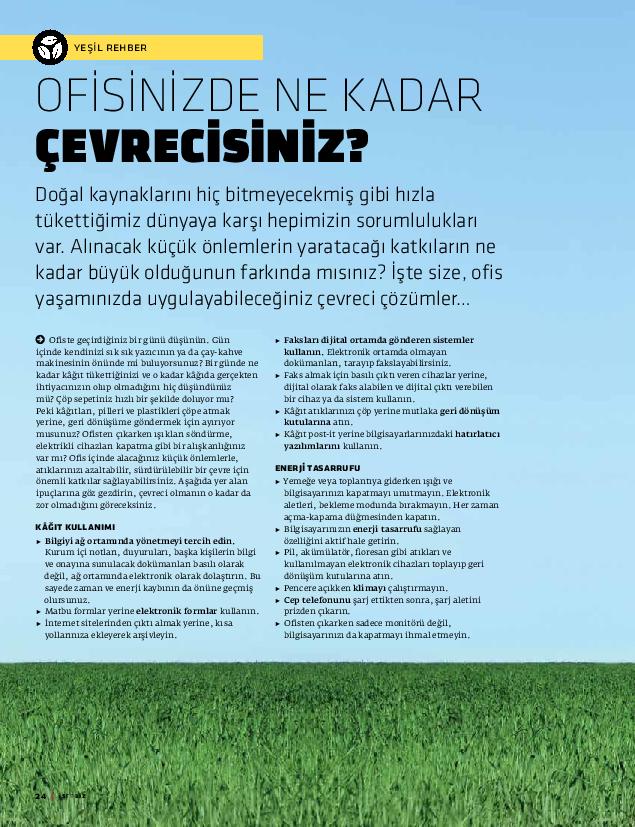 YEŞİL REHBER
OFİSİNİZDE NE KADAR
ÇEVRECİSİNİZ?
Doğal kaynaklarını hiç bitmeyecekmiş gibi hızla
tükettiğimiz dünyaya karşı hepimizin sorumlulukları
var. Alınacak küçük önlemlerin yaratacağı katkıların ne
kadar büyük olduğunun farkında mısınız? İşte size, ofis
yaşamınızda uygulayabileceğiniz çevreci çözümler...
Ofiste geçirdiğiniz bir günü düşünün. Gün
içinde kendinizi sık sık yazıcının ya da çay-kahve
makinesinin önünde mi buluyorsunuz? Bir günde ne
kadar kâğıt tükettiğinizi ve o kadar kâğıda gerçekten
ihtiyacınızın olup olmadığını hiç düşündünüz
mü? Çöp sepetiniz hızlı bir şekilde doluyor mu?
Peki kâğıtları, pilleri ve plastikleri çöpe atmak
yerine, geri dönüşüme göndermek için ayırıyor
musunuz? Ofisten çıkarken ışıkları söndürme,
elektrikli cihazları kapatma gibi bir alışkanlığınız
var mı? Ofis içinde alacağınız küçük önlemlerle,
atıklarınızı azaltabilir, sürdürülebilir bir çevre için
önemli katkılar sağlayabilirsiniz. Aşağıda yer alan
ipuçlarına göz gezdirin, çevreci olmanın o kadar da
zor olmadığını göreceksiniz.
KÂĞIT KULLANIMI
► Bilgiyi ağ ortamında yönetmeyi tercih edin.
Kurum içi notları, duyuruları, başka kişilerin bilgi
ve onayına sunulacak dokümanları basılı olarak
değil, ağ ortamında elektronik olarak dolaştırın. Bu
sayede zaman ve enerji kaybının da önüne geçmiş
olursunuz.
► Matbu formlar yerine elektronik formlar kullanın.
► İnternet sitelerinden çıktı almak yerine, kısa
yollarınıza ekleyerek arşivleyin.
► Faksları dijital ortamda gönderen sistemler
kullanın. Elektronik ortamda olmayan
dokümanları, tarayıp fakslayabilirsiniz.
► Faks almak için basılı çıktı veren cihazlar yerine,
dijital olarak faks alabilen ve dijital çıktı verebilen
bir cihaz ya da sistem kullanın.
► Kâğıt atıklarınızı çöp yerine mutlaka geri dönüşüm
kutularına atın.
► Kâğıt post-it yerine bilgisayarlarınızdaki hatırlatıcı
yazılımlarını kullanın.
ENERJİ TASARRUFU
► Yemeğe veya toplantıya giderken ışığı ve
bilgisayarınızı kapatmayı unutmayın. Elektronik
aletleri, bekleme modunda bırakmayın. Her zaman
açma-kapama düğmesinden kapatın.
► Bilgisayarınızın enerji tasarrufu sağlayan
özelliğini aktif hale getirin.
► Pil, akümülatör, floresan gibi atıkları ve
kullanılmayan elektronik cihazları toplayıp geri
dönüşüm kutularına atın.
► Pencere açıkken klimayı çalıştırmayın.
► Cep telefonunu şarj ettikten sonra, şarj aletini
prizden çıkarın.
► Ofisten çıkarken sadece monitörü değil,
bilgisayarınızı da kapatmayı ihmal etmeyin.
24